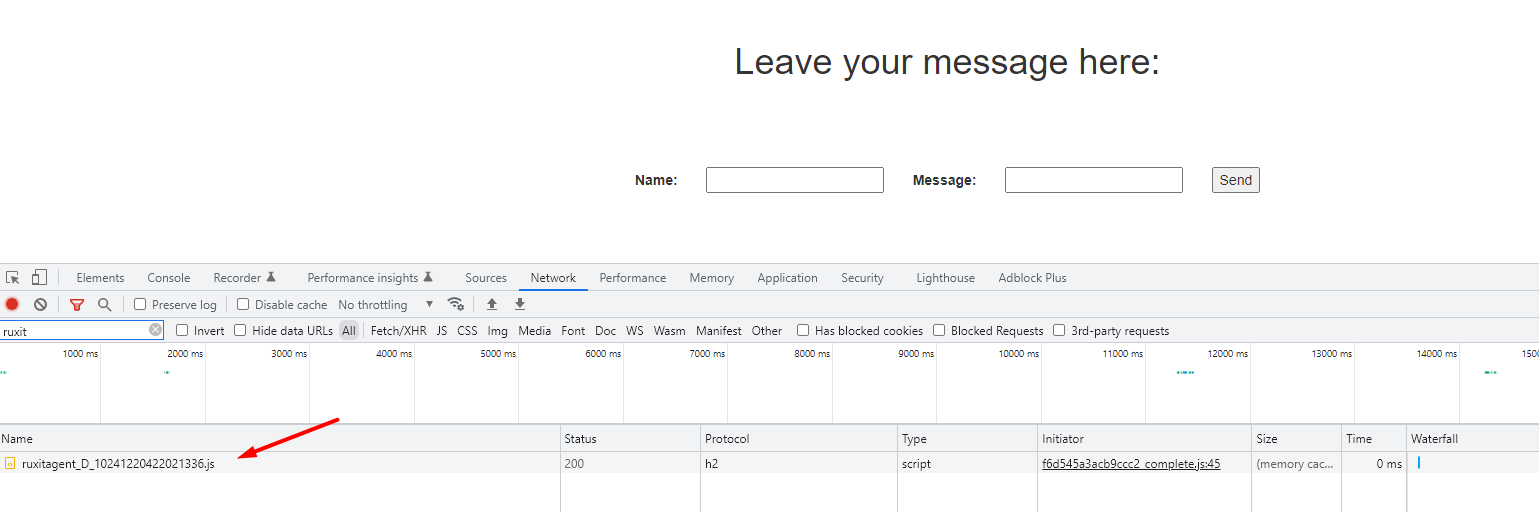 Leave your message here:
Name: Message: Send
Elements Console Recorder Performance insights Sources Network Performance Memory Application Security Lighthouse Adblock Plus
Preserve log Disable cache No throttling
ruxit Invert Hide data URLs All Fetch/XHR JS CSS Img Media Font Doc WS Wasm Manifest Other Has blocked cookies Blocked Requests 3rd-party requests
1000 ms 2000 ms 3000 ms 4000 ms 5000 ms 6000 ms 7000 ms 8000 ms 9000 ms 10000 ms 11000 ms 12000 ms 13000 ms 14000 ms 150
Name Status Protocol Type Initiator Size Time Waterfall
ruxitagent_D_10241220422021336.js 200 h2 script f6d545a3acb9ccc2_complete.js:45 (memory cac... 0 ms